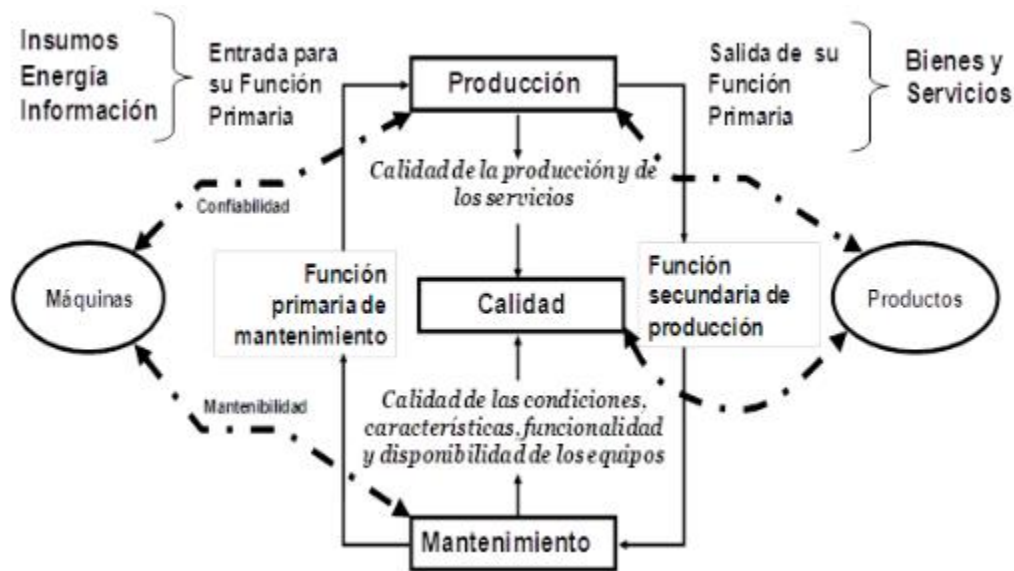 Insumos
Energía
Información
Entrada para
su Función
Primaria
Producción
Salida de su
Función
Primaria
Bienes y
Servicios
Calidad de la producción y de
los servicios
Confiabilidad
Máquinas
Función
primaria de
mantenimiento
Calidad
Función
secundaria de
producción
Productos
Mantenibilidad
Calidad de las condiciones,
características, funcionalidad
y disponibilidad de los equipos
Mantenimiento